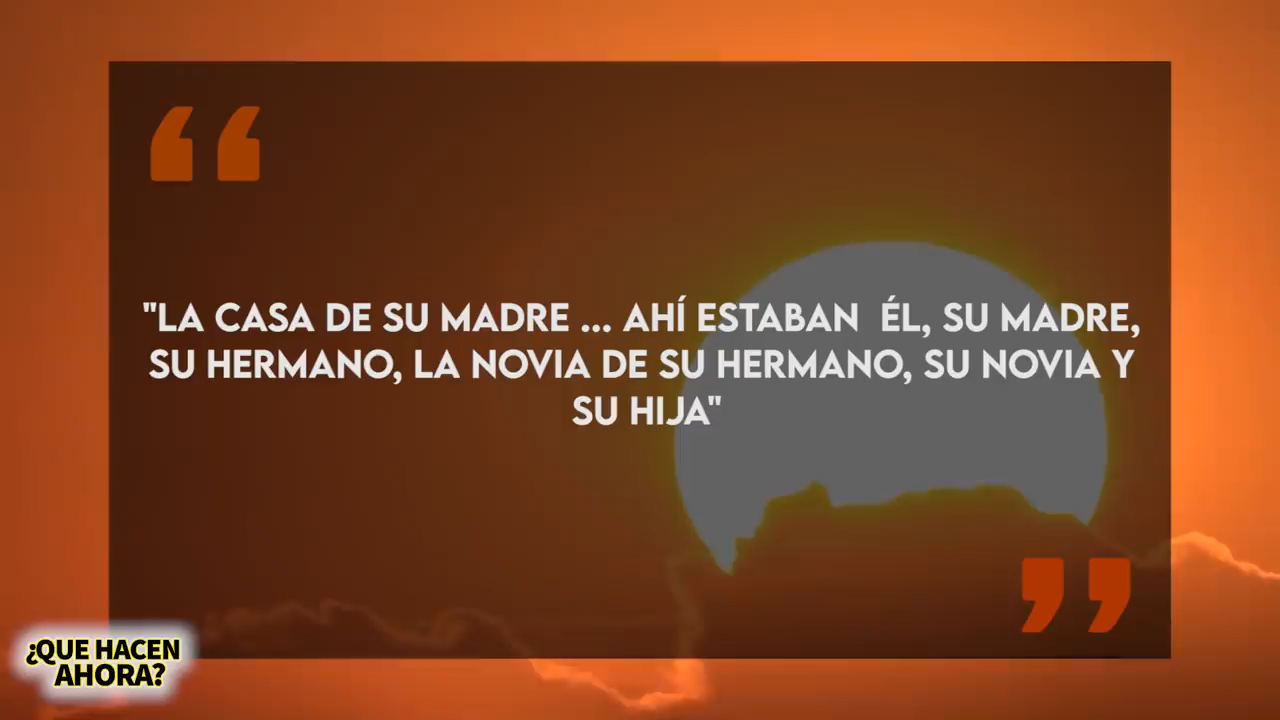 "LA CASA DE SU MADRE ... AHÍ ESTABAN  ÉL, SU MADRE,
SU HERMANO, LA NOVIA DE SU HERMANO, SU NOVIA Y
SU HIJA"
¿QUE HACEN
AHORA?